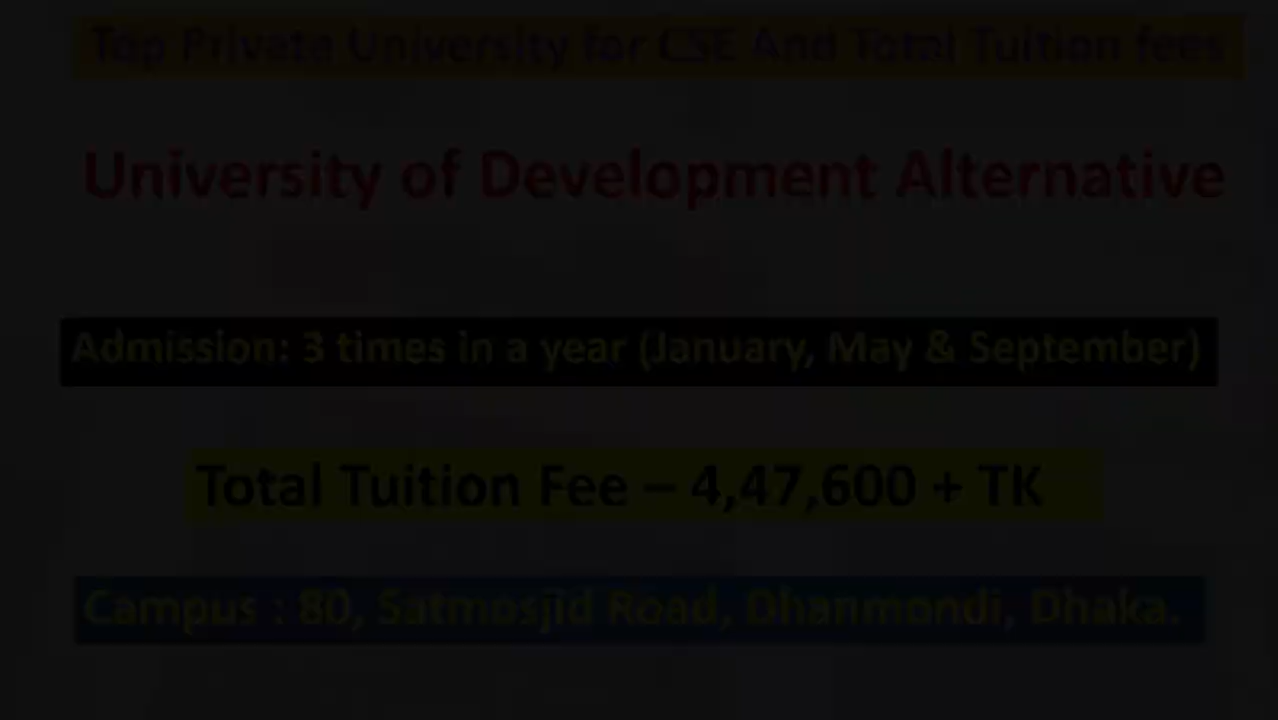 Top Private University for CSE And Total Tuition fees
University of Development Alternative
Admission: 3 times in a year (January, May & September)
Total Tuition Fee – 4,47,600 + TK
Campus : 80, Satmosjid Road, Dhanmondi, Dhaka.